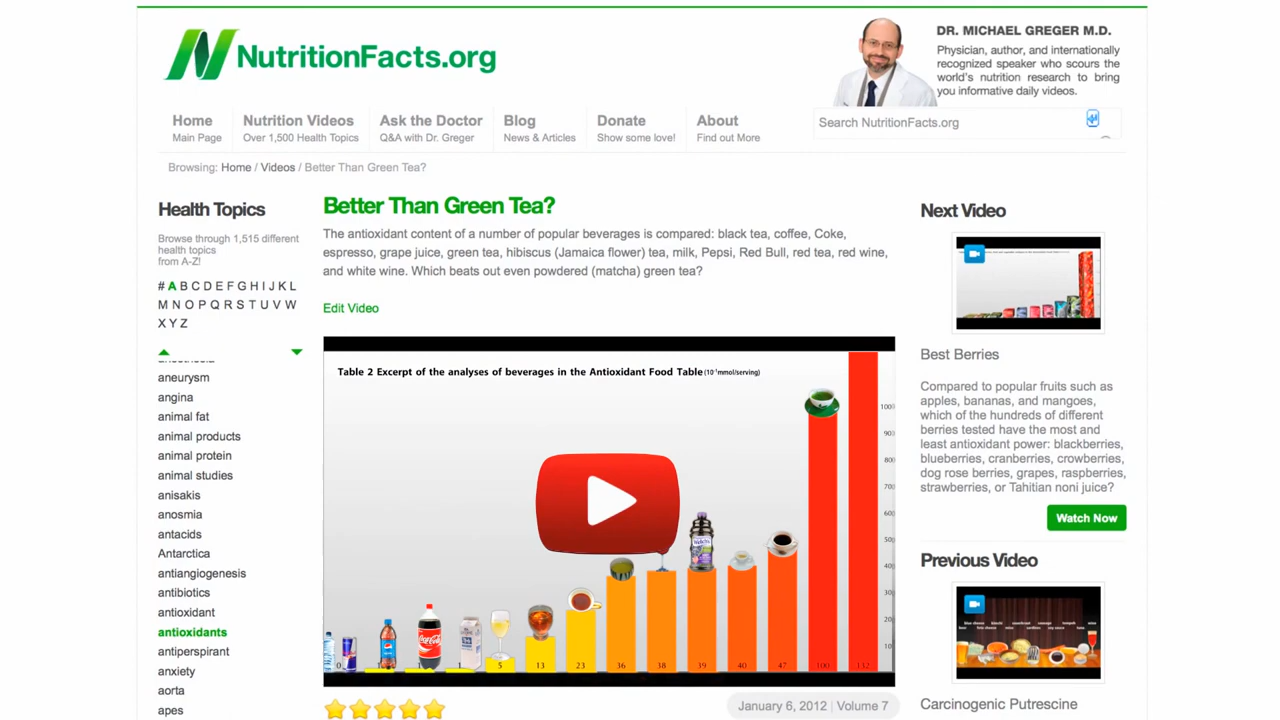 NutritionFacts.org
DR. MICHAEL GREGER M.D.
Physician, author, and internationally
recognized speaker who scours the
world's nutrition research to bring
you informative daily videos.
Home
Main Page
Nutrition Videos
Over 1,500 Health Topics
Ask the Doctor
Q&A with Dr. Greger
Blog
News & Articles
Donate
Show some love!
About
Find out More
Search NutritionFacts.org
Browsing: Home / Videos / Better Than Green Tea?
Health Topics
Browse through 1,515 different
health topics
from A-Z!
# A B C D E F G H I J K L
M N O P Q R S T U V W
X Y Z
aneurysm
angina
animal fat
animal products
animal protein
animal studies
anisakis
anosmia
antacids
Antarctica
antiangiogenesis
antibiotics
antioxidant
antioxidants
antiperspirant
anxiety
aorta
apes
Better Than Green Tea?
The antioxidant content of a number of popular beverages is compared: black tea, coffee, Coke,
espresso, grape juice, green tea, hibiscus (Jamaica flower) tea, milk, Pepsi, Red Bull, red tea, red wine,
and white wine. Which beats out even powdered (matcha) green tea?
Edit Video
Table 2 Excerpt of the analyses of beverages in the Antioxidant Food Table (10⁻¹mmol/serving)
Welch's
Coca-Cola
0 1 1 1 5 13 23 36 38 39 40 47 100 132
January 6, 2012 | Volume 7
Next Video
Best Berries
Compared to popular fruits such as
apples, bananas, and mangoes,
which of the hundreds of different
berries tested have the most and
least antioxidant power: blackberries,
blueberries, cranberries, crowberries,
dog rose berries, grapes, raspberries,
strawberries, or Tahitian noni juice?
Watch Now
Previous Video
Carcinogenic Putrescine